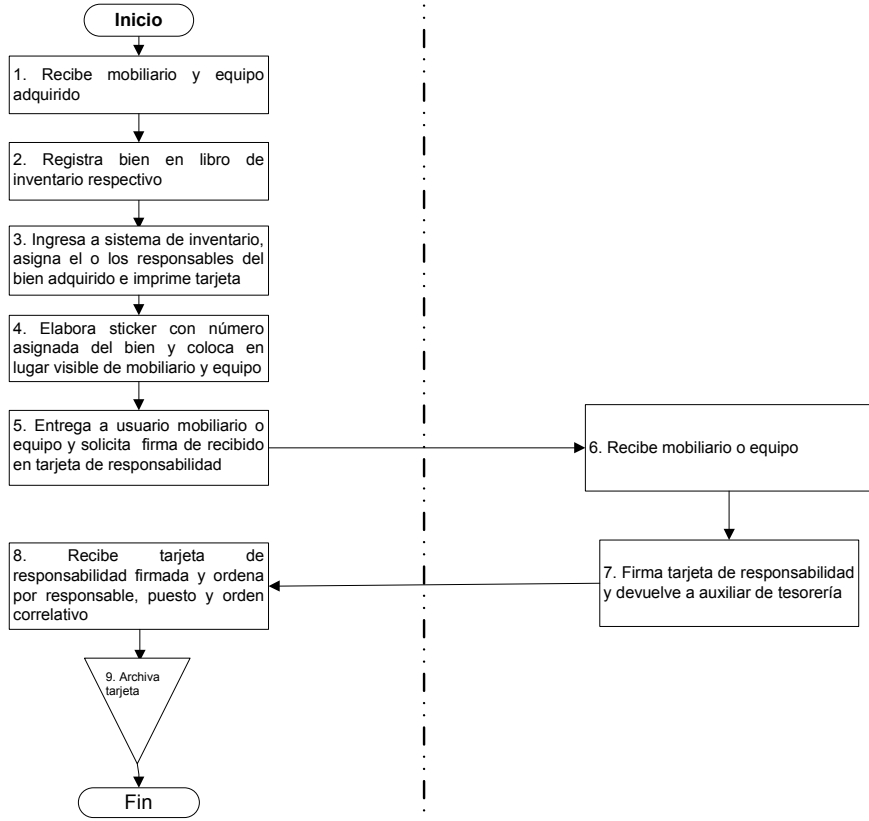 Inicio
1. Recibe mobiliario y equipo
adquirido
2. Registra bien en libro de
inventario respectivo
3. Ingresa a sistema de inventario,
asigna el o los responsables del
bien adquirido e imprime tarjeta
4. Elabora sticker con número
asignada del bien y coloca en
lugar visible de mobiliario y equipo
5. Entrega a usuario mobiliario o
equipo y solicita firma de recibido
en tarjeta de responsabilidad
6. Recibe mobiliario o equipo
7. Firma tarjeta de responsabilidad
y devuelve a auxiliar de tesorería
8. Recibe tarjeta de
responsabilidad firmada y ordena
por responsable, puesto y orden
correlativo
9. Archiva
tarjeta
Fin